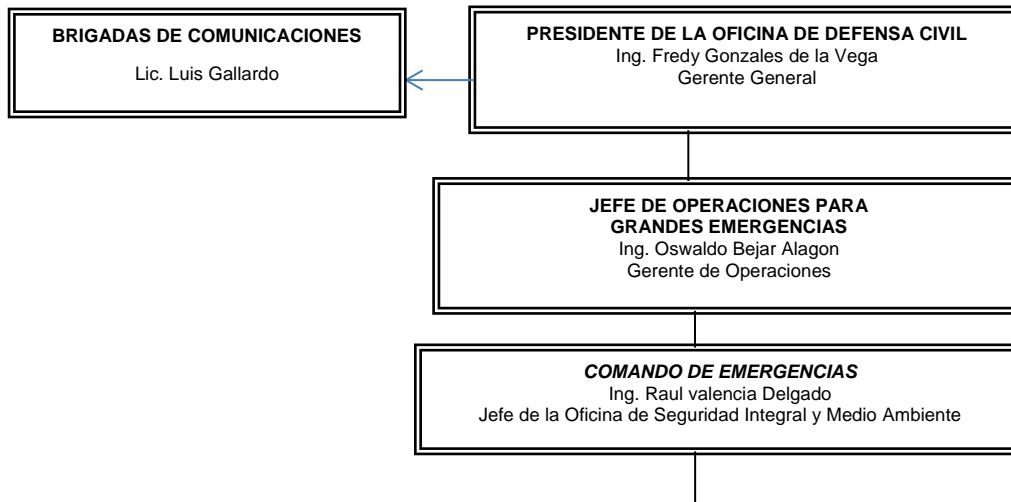 BRIGADAS DE COMUNICACIONES
Lic. Luis Gallardo
PRESIDENTE DE LA OFICINA DE DEFENSA CIVIL
Ing. Fredy Gonzales de la Vega
Gerente General
JEFE DE OPERACIONES PARA
GRANDES EMERGENCIAS
Ing. Oswaldo Bejar Alagon
Gerente de Operaciones
COMANDO DE EMERGENCIAS
Ing. Raul valencia Delgado
Jefe de la Oficina de Seguridad Integral y Medio Ambiente